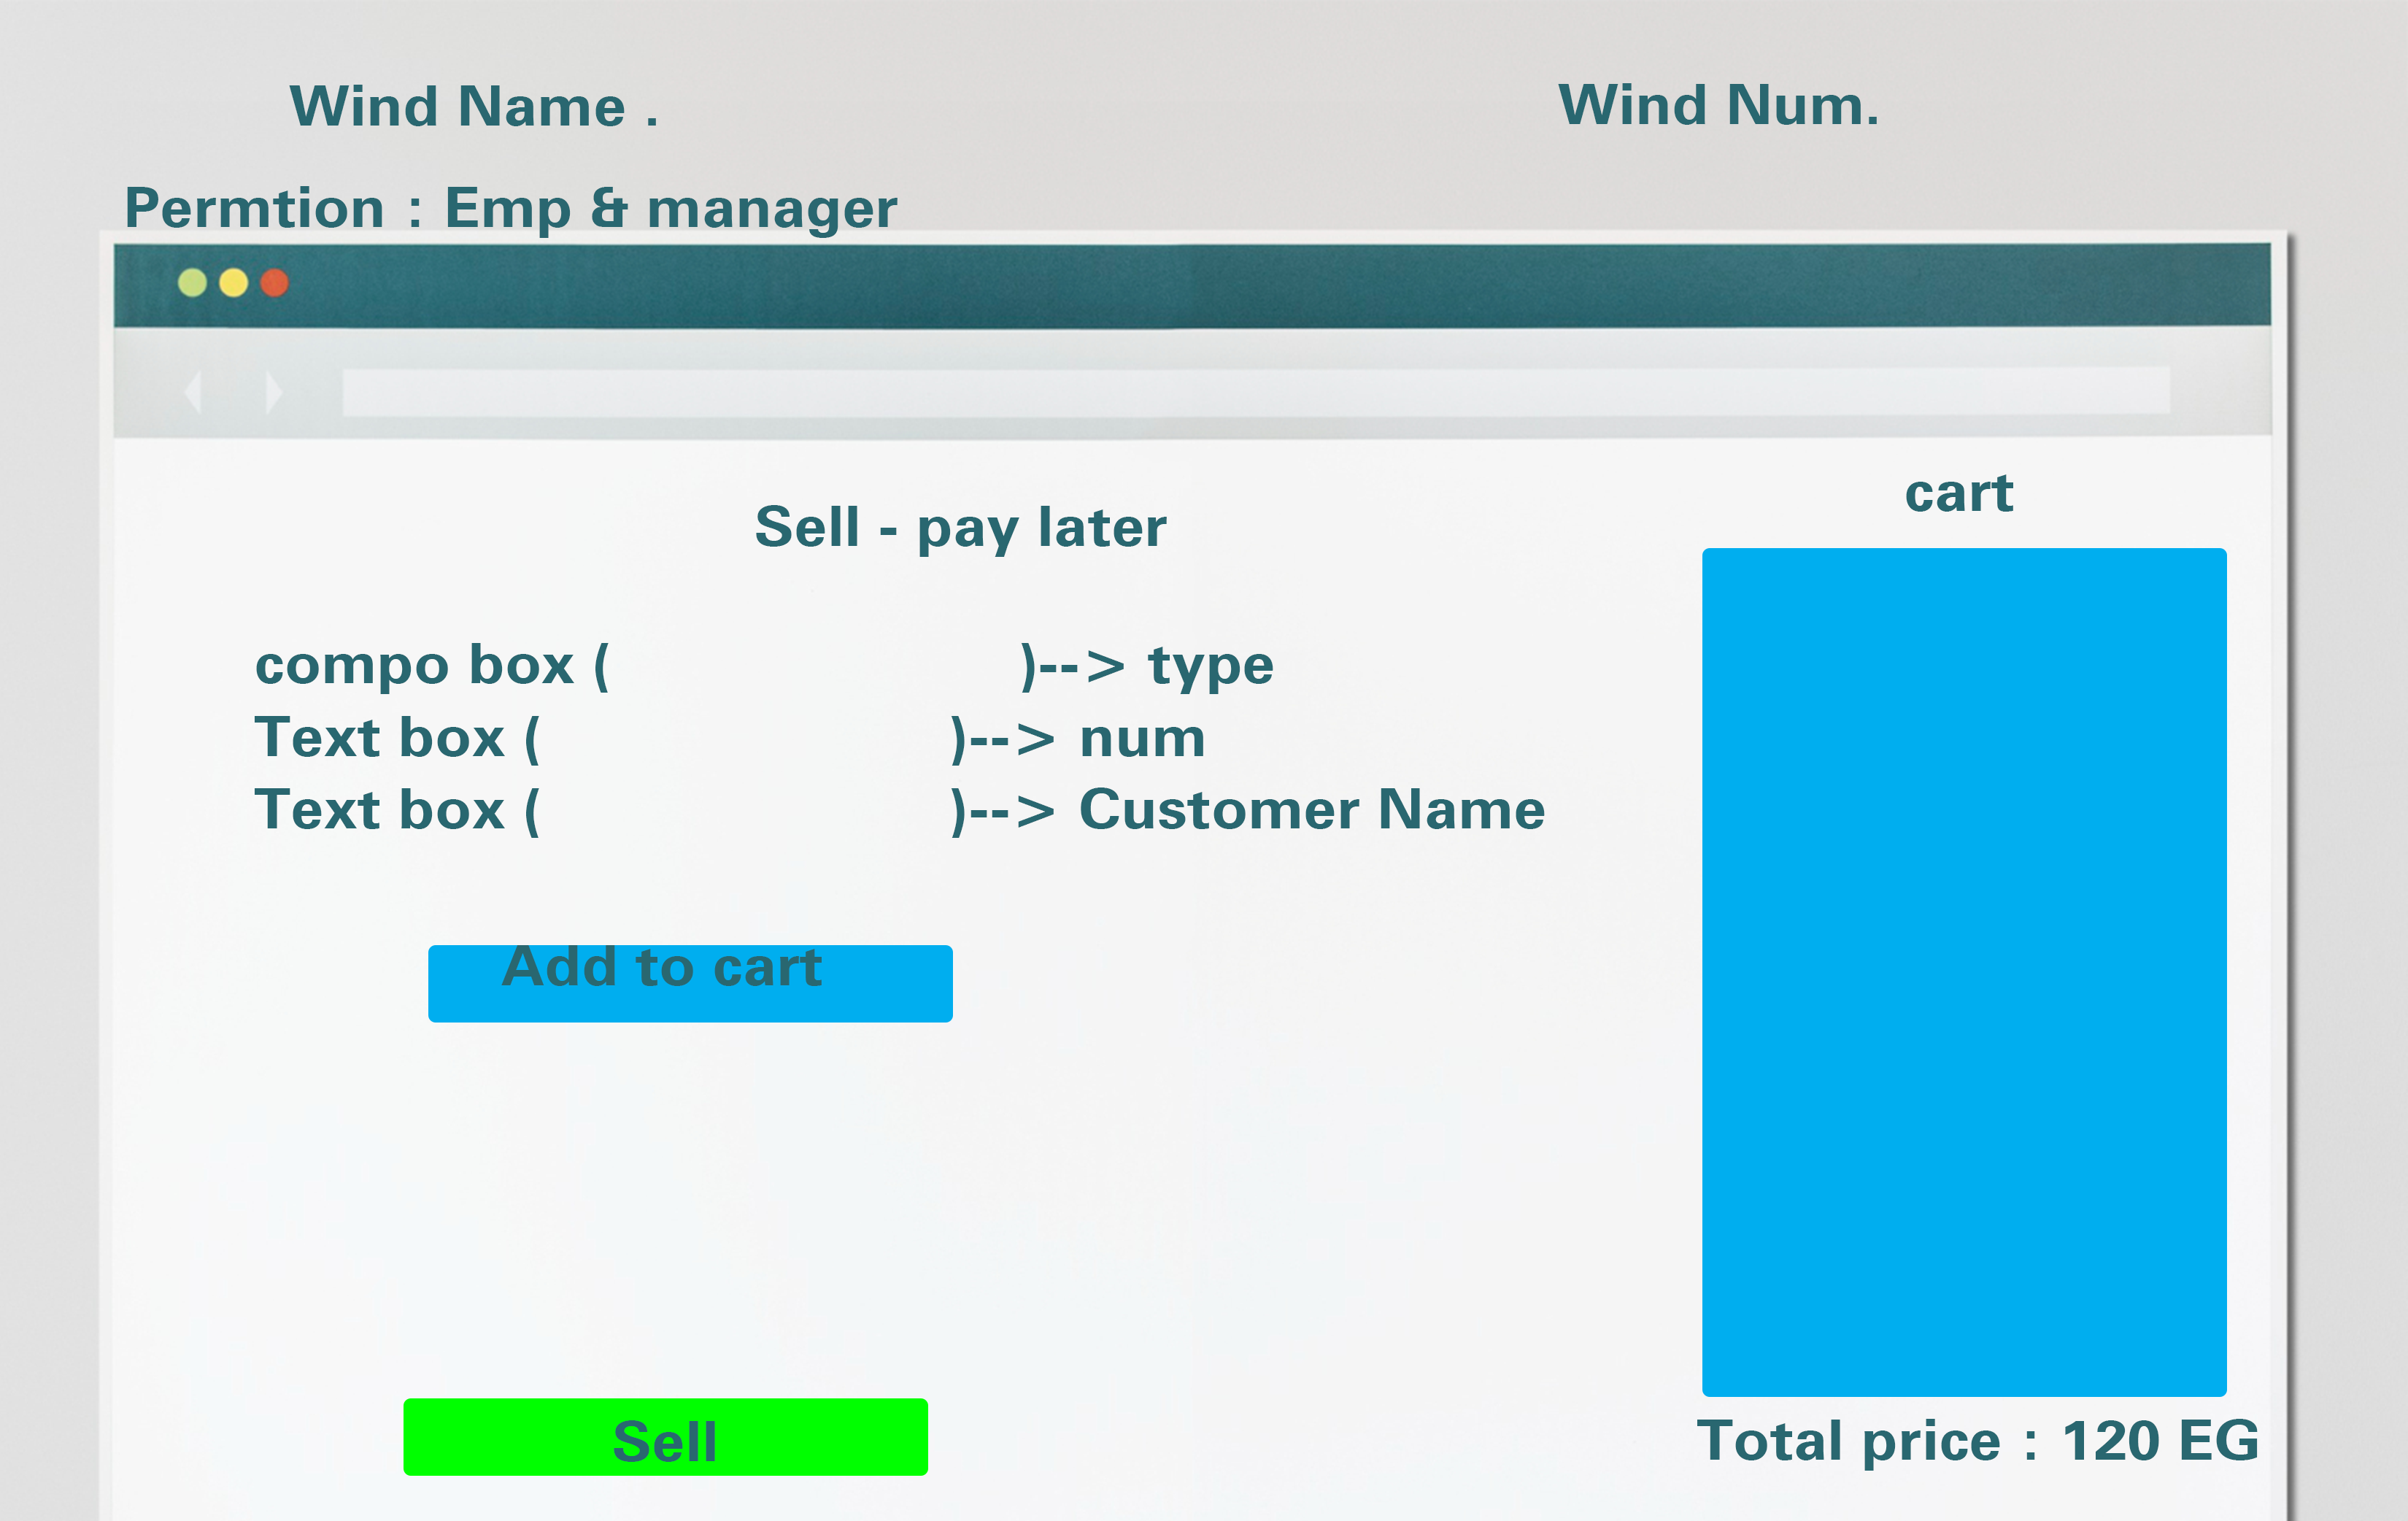 Wind Name .
Wind Num.
Permtion : Emp & manager
cart
Sell - pay later
compo box ( )--> type
Text box ( )--> num
Text box ( )--> Customer Name
Add to cart
Sell
Total price : 120 EG